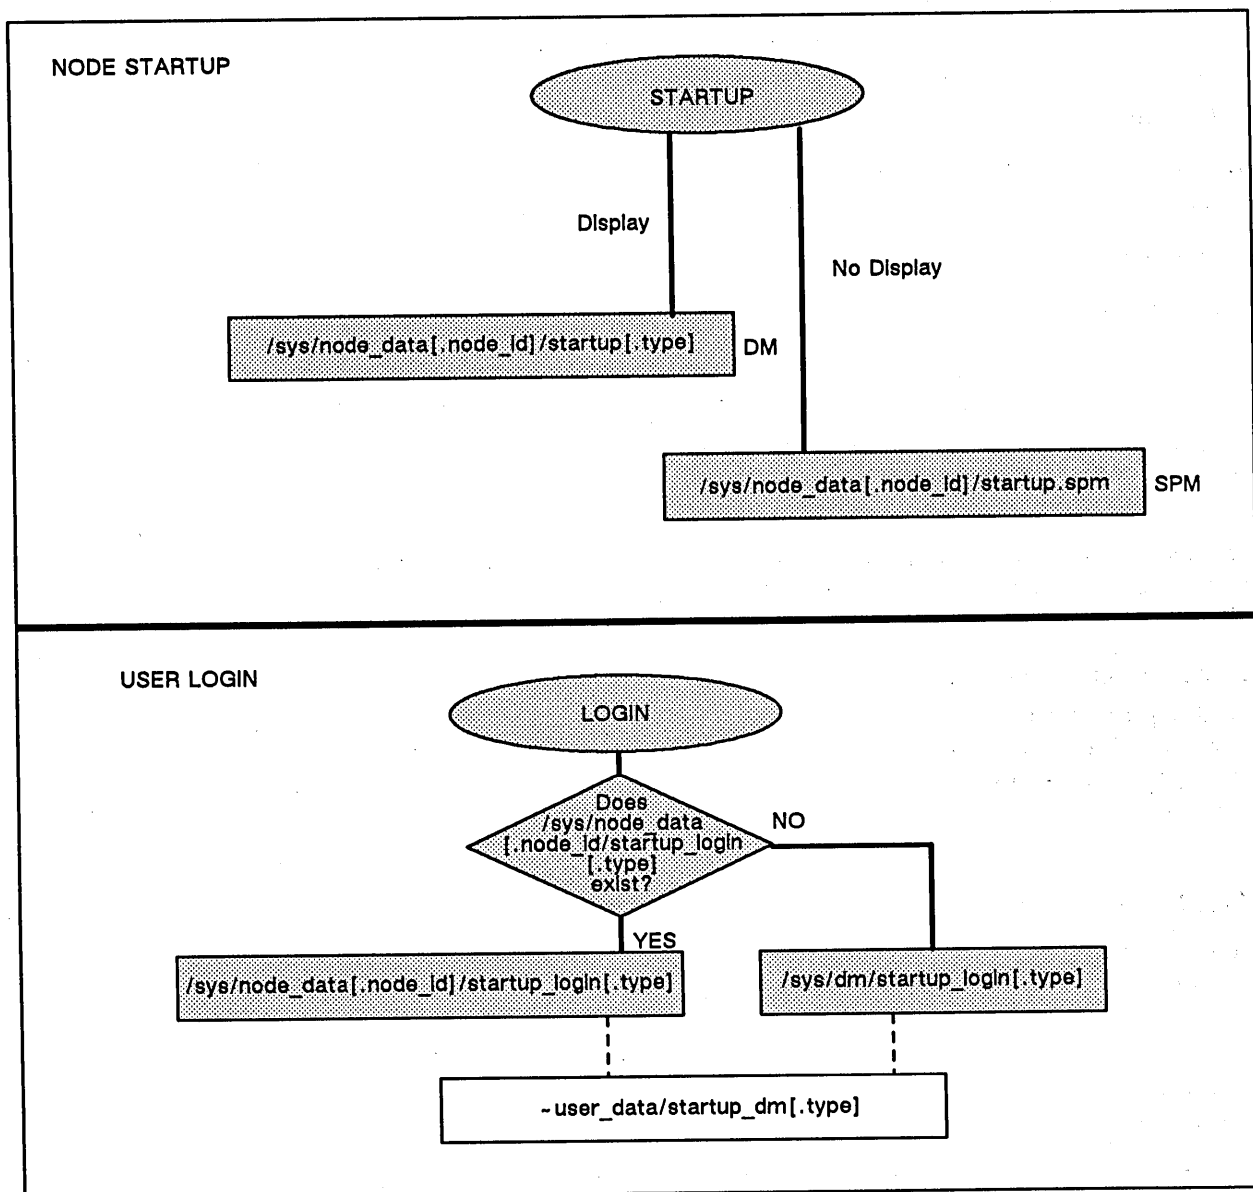 NODE STARTUP
STARTUP
Display
No Display
/sys/node_data[.node_id]/startup[.type]
DM
/sys/node_data[.node_id]/startup.spm
SPM
USER LOGIN
LOGIN
Does
/sys/node_data
[.node_id/startup_login
[.type]
exist?
NO
YES
/sys/node_data[.node_id]/startup_login[.type]
/sys/dm/startup_login[.type]
~user_data/startup_dm[.type]